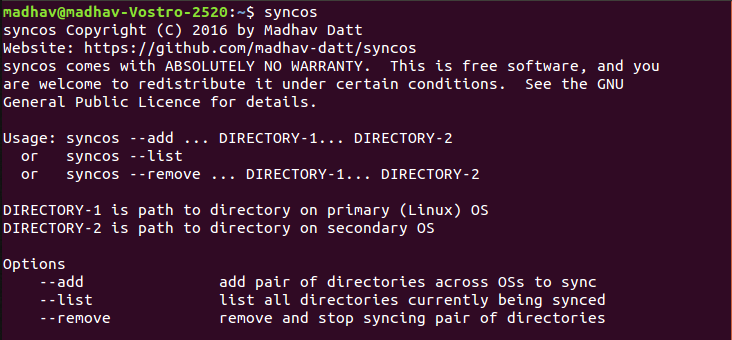 madhav@madhav-Vostro-2520:~$ syncos
syncos Copyright (C) 2016 by Madhav Datt
Website: https://github.com/madhav-datt/syncos
syncos comes with ABSOLUTELY NO WARRANTY.  This is free software, and you
are welcome to redistribute it under certain conditions.  See the GNU
General Public Licence for details.

Usage: syncos --add ... DIRECTORY-1... DIRECTORY-2
  or   syncos --list
  or   syncos --remove ... DIRECTORY-1... DIRECTORY-2

DIRECTORY-1 is path to directory on primary (Linux) OS
DIRECTORY-2 is path to directory on secondary OS

Options
    --add               add pair of directories across OSs to sync
    --list              list all directories currently being synced
    --remove            remove and stop syncing pair of directories